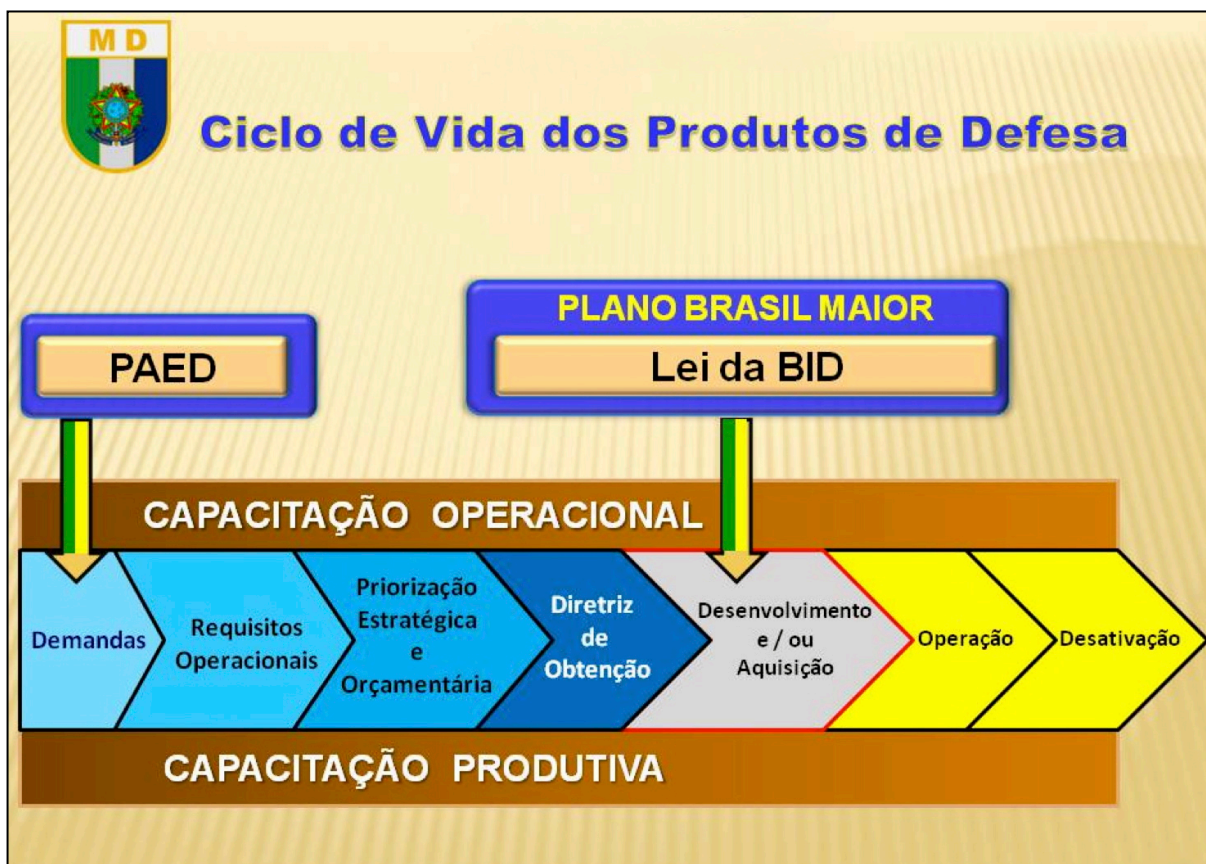 M D
Ciclo de Vida dos Produtos de Defesa
PLANO BRASIL MAIOR
PAED
Lei da BID
CAPACITAÇÃO OPERACIONAL
Demandas
Requisitos
Operacionais
Priorização
Estratégica
e
Orçamentária
Diretriz
de
Obtenção
Desenvolvimento
e / ou
Aquisição
Operação
Desativação
CAPACITAÇÃO PRODUTIVA